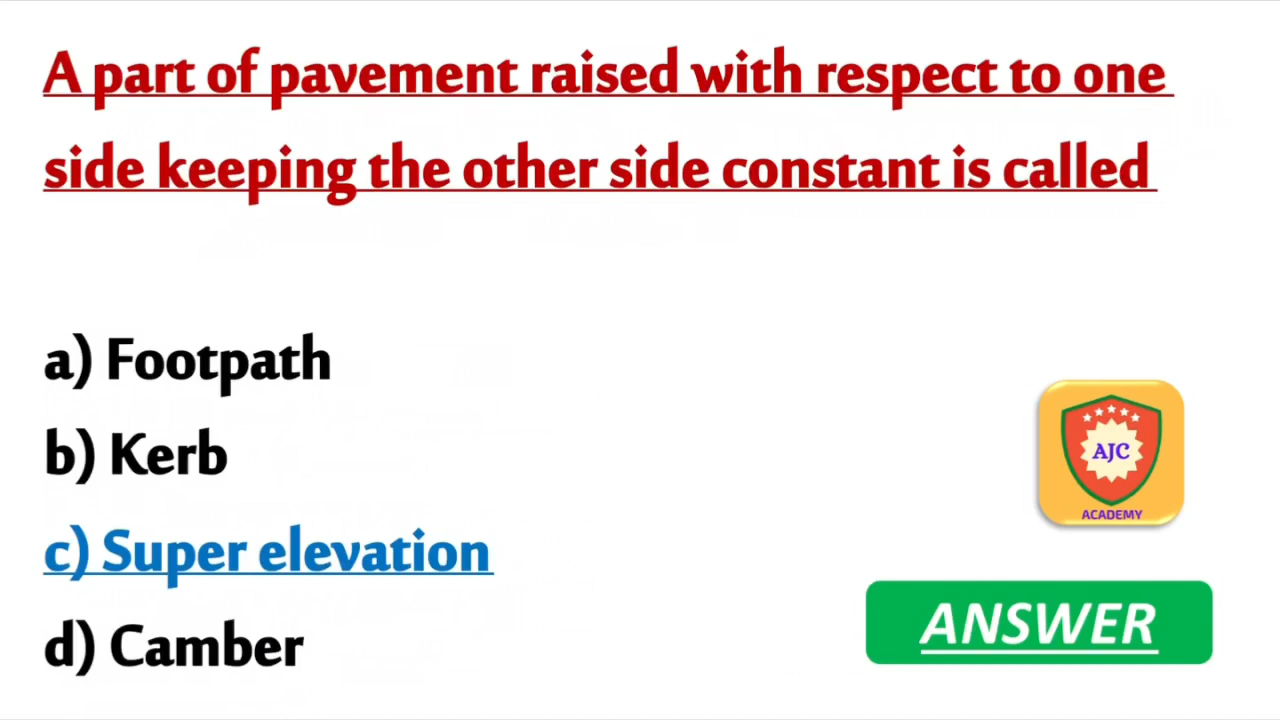 A part of pavement raised with respect to one
side keeping the other side constant is called
a) Footpath
b) Kerb
c) Super elevation
d) Camber
AJC
ACADEMY
ANSWER